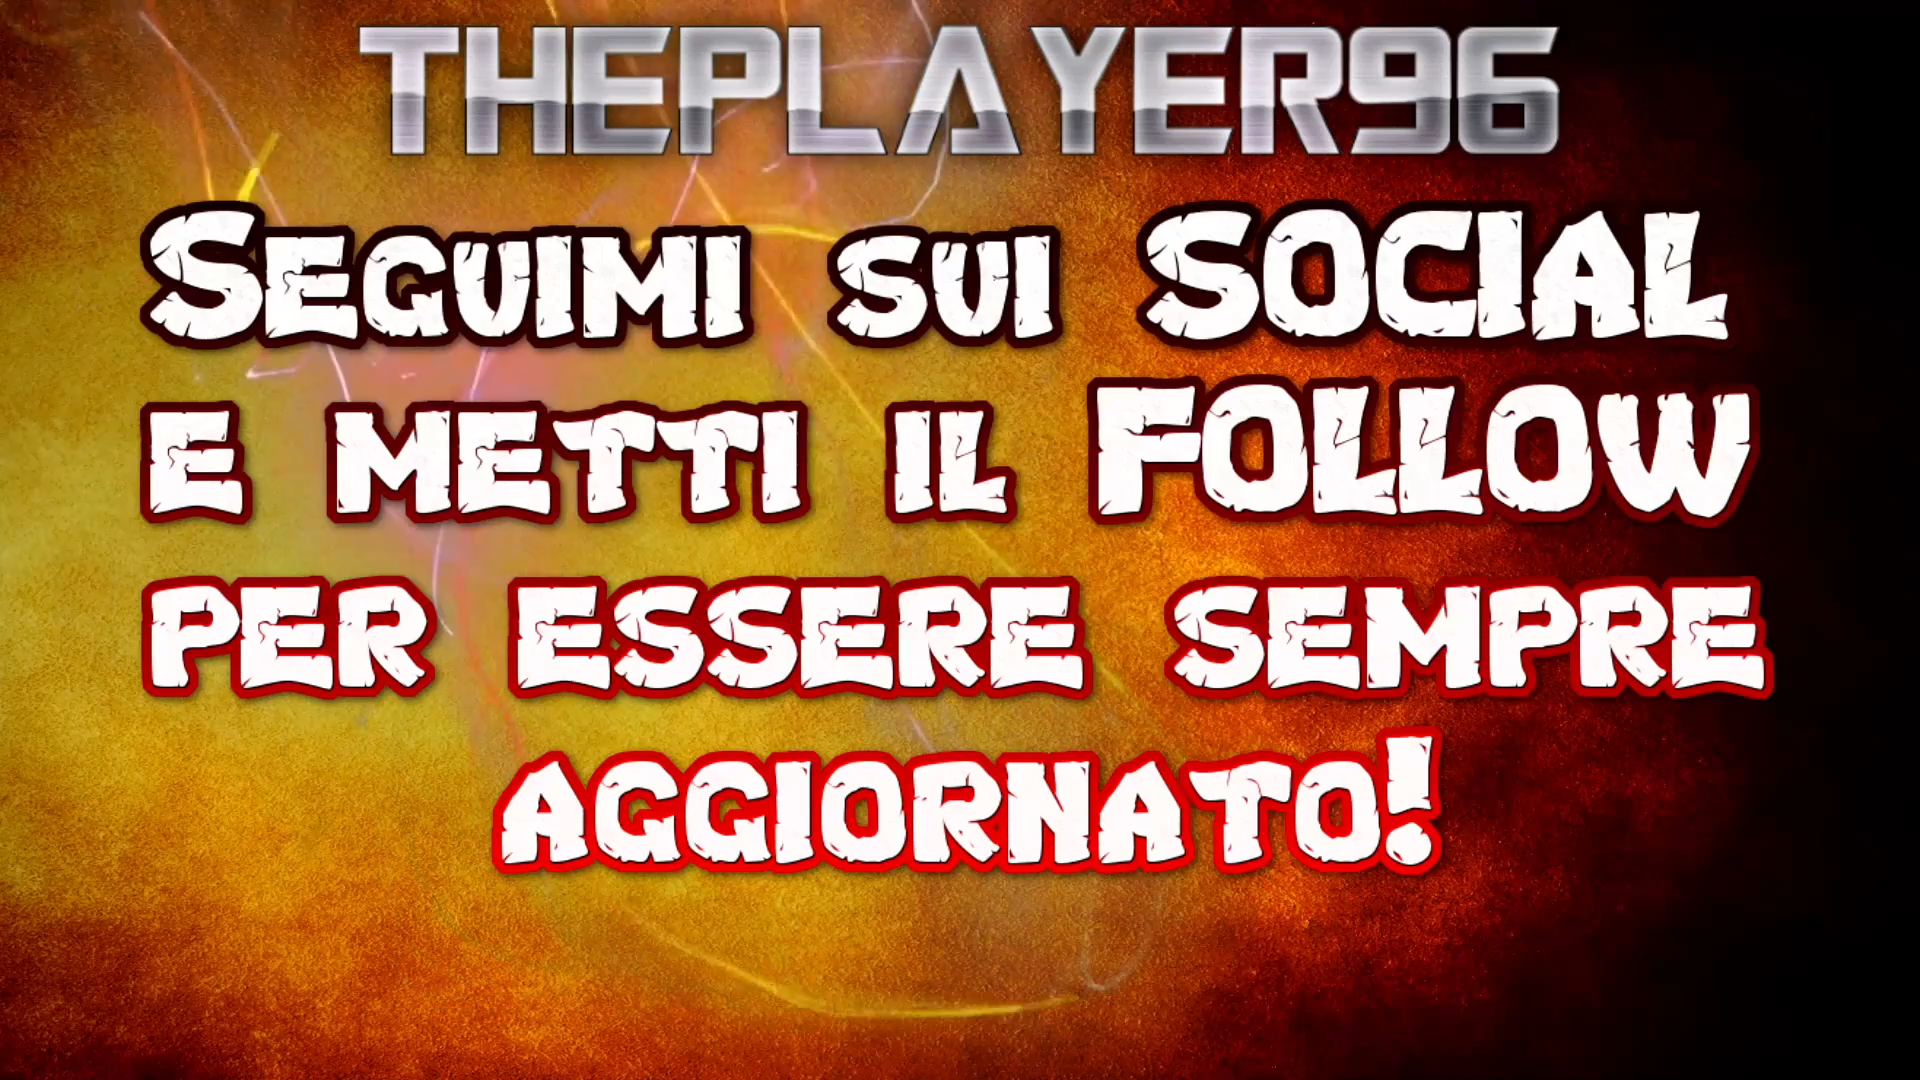 THEPLAYER96
Seguimi sui SOCIAL
e metti il FOLLOW
per essere sempre
aggiornato!